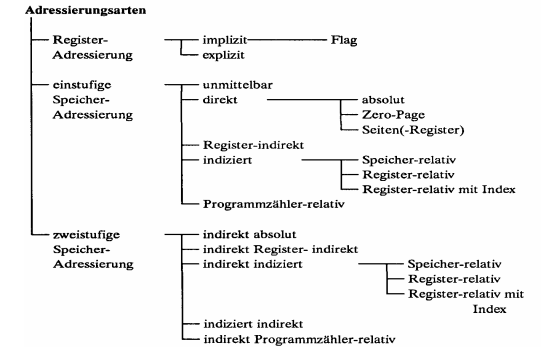 Adressierungsarten
Register- implizit Flag
Adressierung explizit
einstufige unmittelbar
Speicher- direkt absolut
Adressierung Zero-Page
Seiten(-Register)
Register-indirekt
indiziert Speicher-relativ
Register-relativ
Register-relativ mit Index
Programmzähler-relativ
zweistufige indirekt absolut
Speicher- indirekt Register- indirekt
Adressierung indirekt indiziert Speicher-relativ
Register-relativ
Register-relativ mit
Index
indiziert indirekt
indirekt Programmzähler-relativ